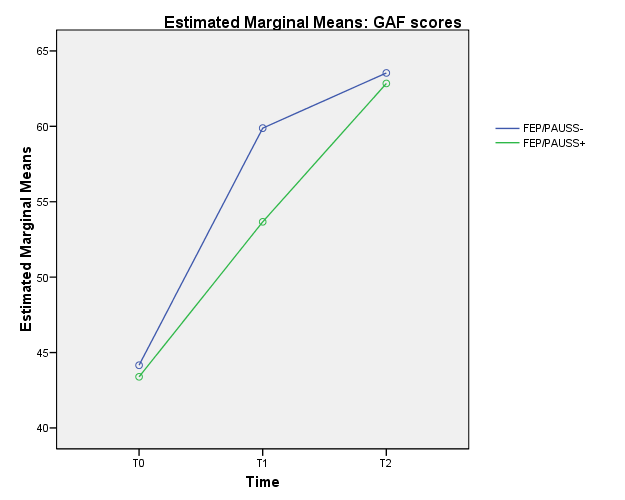 Estimated Marginal Means: GAF scores
65
60
55
50
45
40
Estimated Marginal Means
T0
T1
T2
Time
FEP/PAUSS-
FEP/PAUSS+